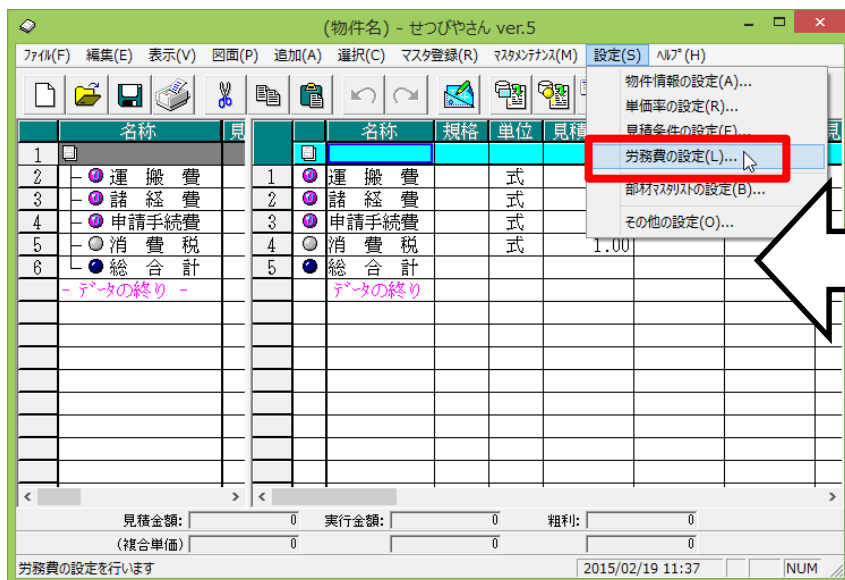 (物件名) - せつびやさん ver.5
ﾌｧｲﾙ(F) 編集(E) 表示(V) 図面(P) 追加(A) 選択(C) マスタ登録(R) ﾏｽﾀﾒﾝﾃﾅﾝｽ(M) 設定(S) ﾍﾙﾌﾟ(H)
物件情報の設定(A)...
単価率の設定(R)...
見積条件の設定(E)...
労務費の設定(L)...
部材ﾏｽﾀﾘｽﾄの設定(B)...
その他の設定(O)...
名称 見 名称 規格 単位 見積 見
1
2 運 搬 費 1 運 搬 費 式
3 諸 経 費 2 諸 経 費 式
4 申請手続費 3 申請手続費 式
5 消 費 税 4 消 費 税 式 1.00
6 総 合 計 5 総 合 計
- ﾃﾞｰﾀの終り - ﾃﾞｰﾀの終り
見積金額: 0 実行金額: 0 粗利: 0
(複合単価) 0 0 0
労務費の設定を行います 2015/02/19 11:37 NUM